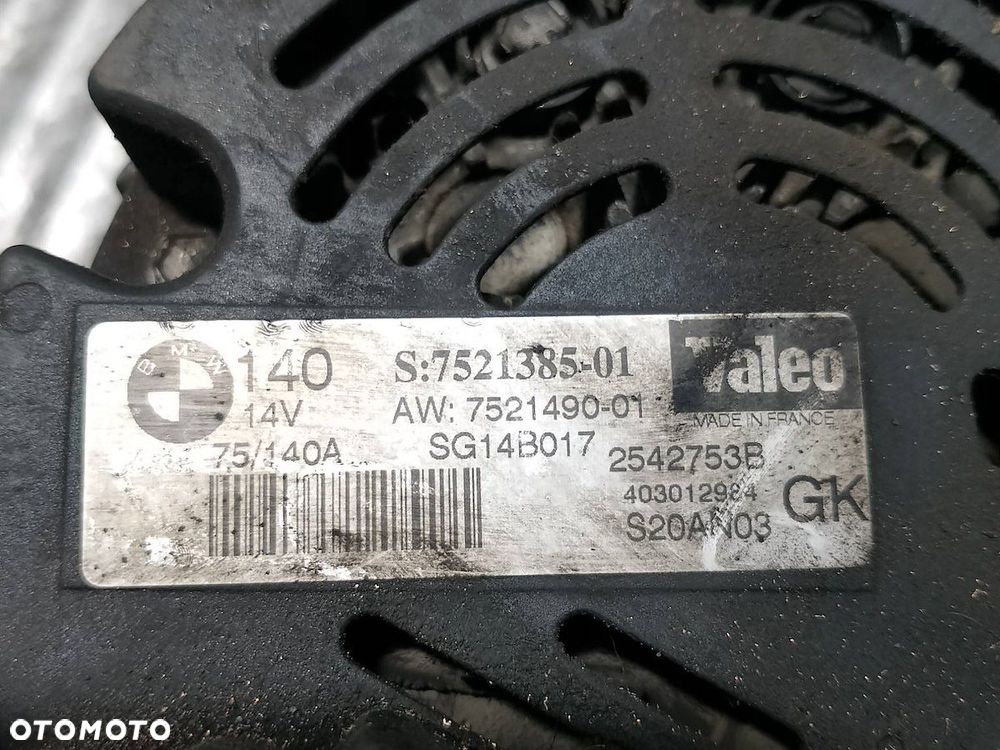 BMW
140
14V
75/140A
S:7521385-01
AW: 7521490-01
SG14B017
Valeo
MADE IN FRANCE
2542753B
403012984
S20AN03
GK
OTOMOTO